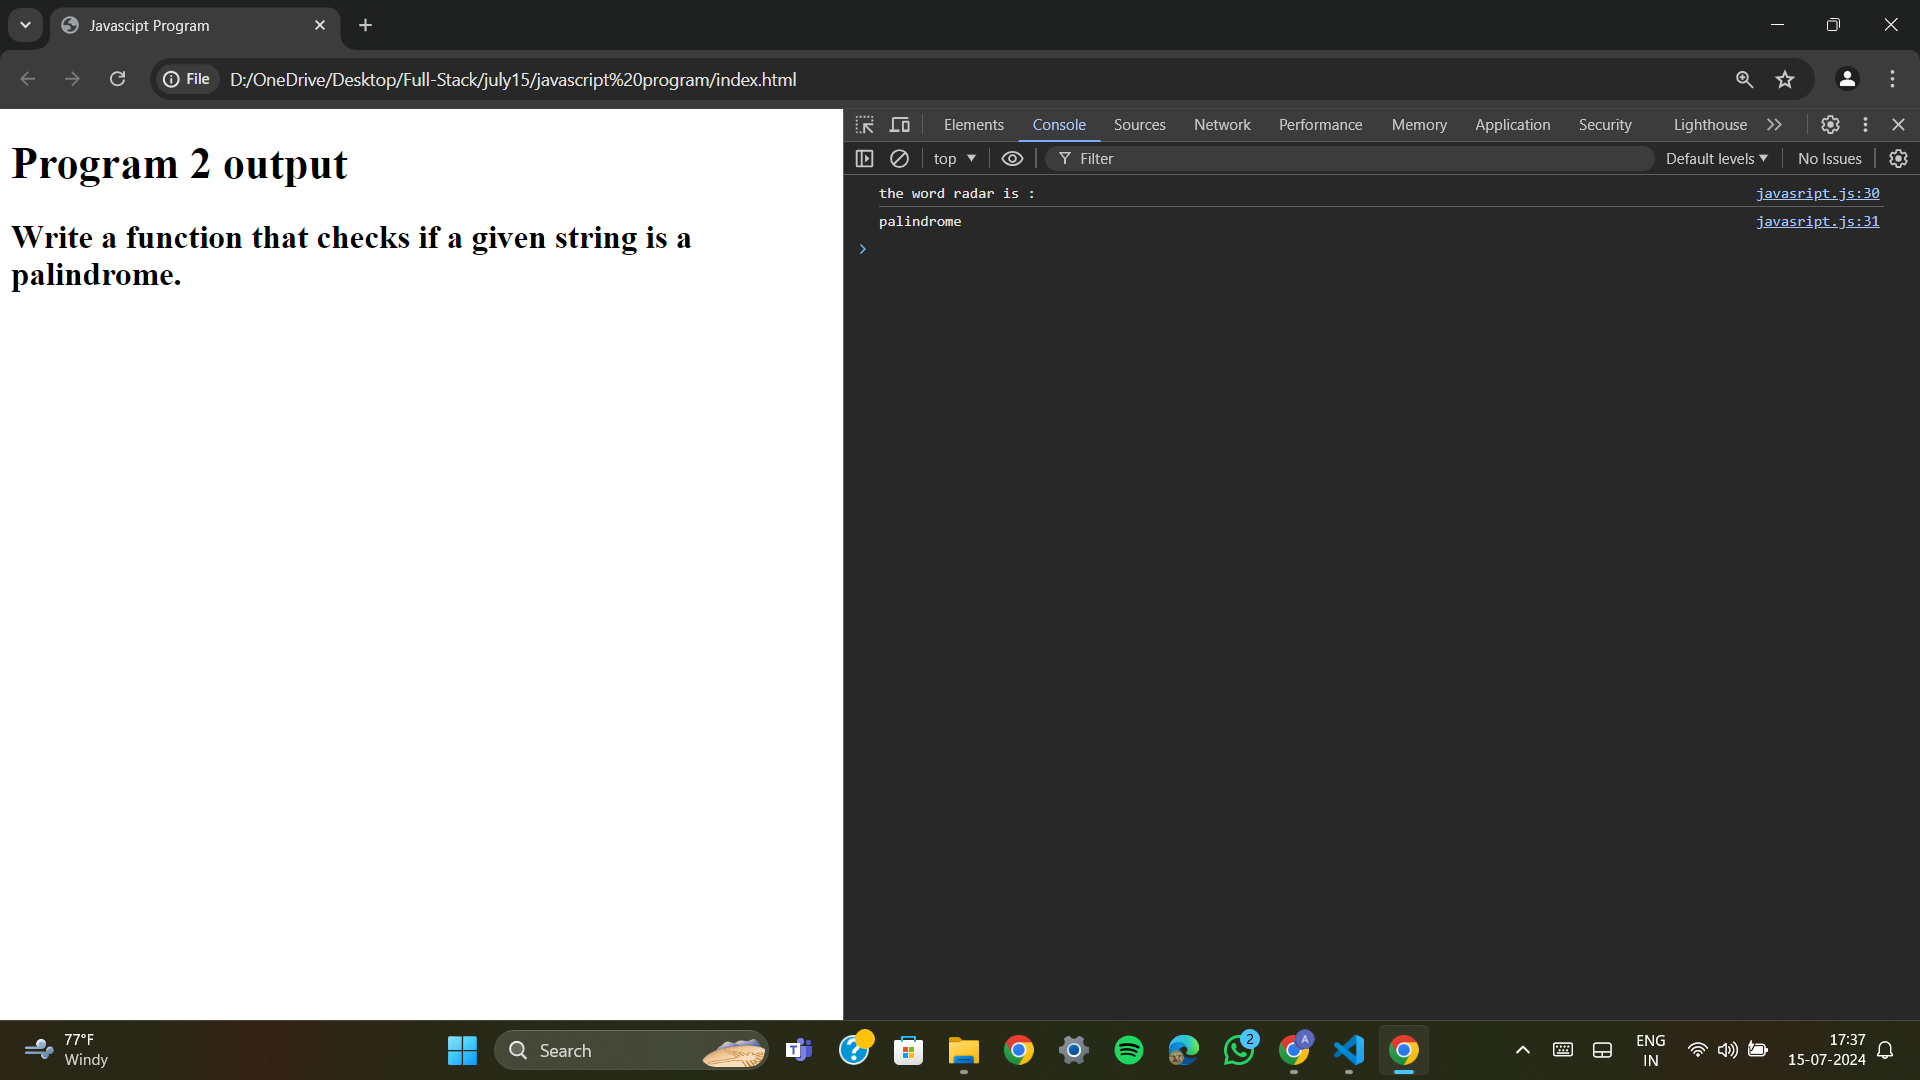 Javascipt Program
File
D:/OneDrive/Desktop/Full-Stack/july15/javascript%20program/index.html
Program 2 output
Write a function that checks if a given string is a
palindrome.
Elements Console Sources Network Performance Memory Application Security Lighthouse
top Filter Default levels No Issues
the word radar is : javasript.js:30
palindrome javasript.js:31
77°F
Windy
Search
2
A
ENG
IN
17:37
15-07-2024